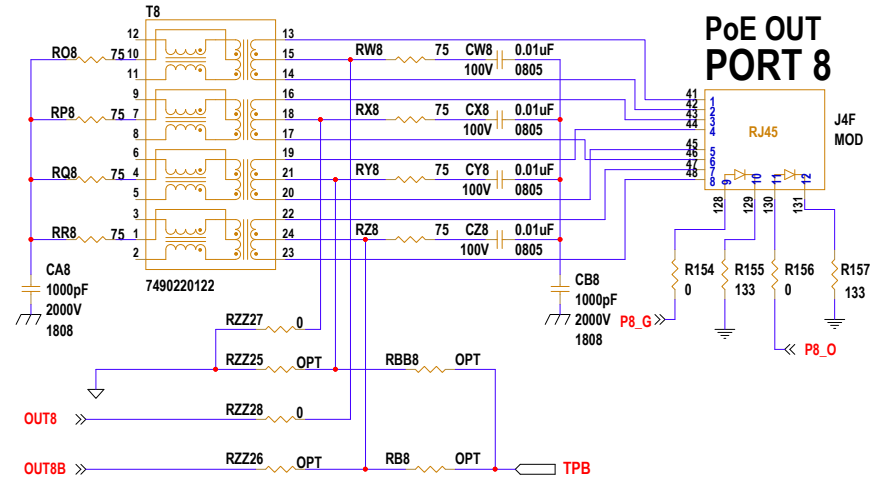 T8
PoE OUT
PORT 8
12 13
RO8 75 10 15 RW8 75 CW8 0.01uF
11 14 100V 0805
9 16
RP8 75 7 18 RX8 75 CX8 0.01uF
8 17 100V 0805
6 19
RQ8 75 4 21 RY8 75 CY8 0.01uF
5 20 100V 0805
3 22
RR8 75 1 24 RZ8 75 CZ8 0.01uF
2 23 100V 0805
7490220122
41 1
42 2
43 3
44 4
45 5
46 6
47 7
48 8
RJ45
J4F
MOD
9 10 11 12
128 129 130 131
R154
0
R155
133
R156
0
R157
133
P8_G
P8_O
CA8
1000pF
2000V
1808
CB8
1000pF
2000V
1808
RZZ27 0
RZZ25 OPT RBB8 OPT
OUT8 RZZ28 0
OUT8B RZZ26 OPT RB8 OPT TPB